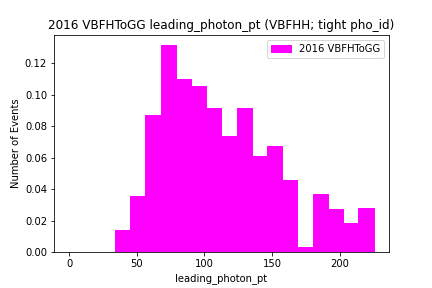 2016 VBFHToGG leading_photon_pt (VBFHH; tight pho_id)
2016 VBFHToGG
Number of Events
0.12
0.10
0.08
0.06
0.04
0.02
0.00
0 50 100 150 200
leading_photon_pt